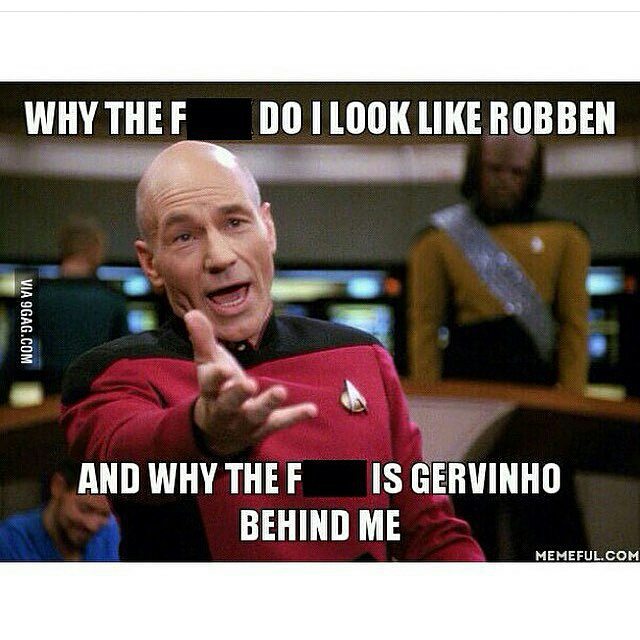 WHY THE F DO I LOOK LIKE ROBBEN
VIA 9GAG.COM
AND WHY THE F IS GERVINHO
BEHIND ME
MEMEFUL.COM